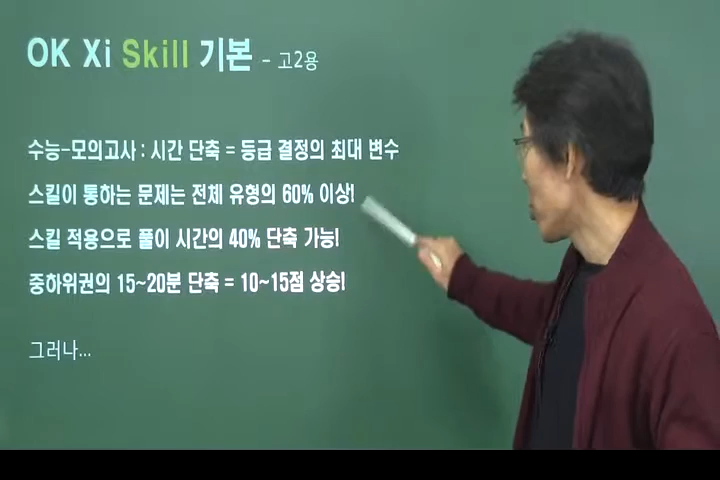 OK Xi Skill 기본 - 고2용
수능-모의고사 : 시간 단축 = 등급 결정의 최대 변수
스킬이 통하는 문제는 전체 유형의 60% 이상!
스킬 적용으로 풀이 시간의 40% 단축 가능!
중하위권의 15~20분 단축 = 10~15점 상승!
그러나...